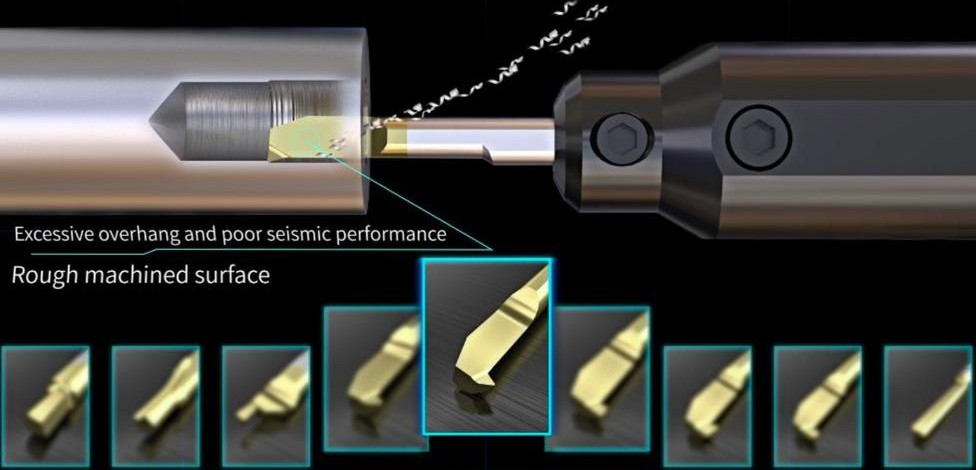 Excessive overhang and poor seismic performance
Rough machined surface